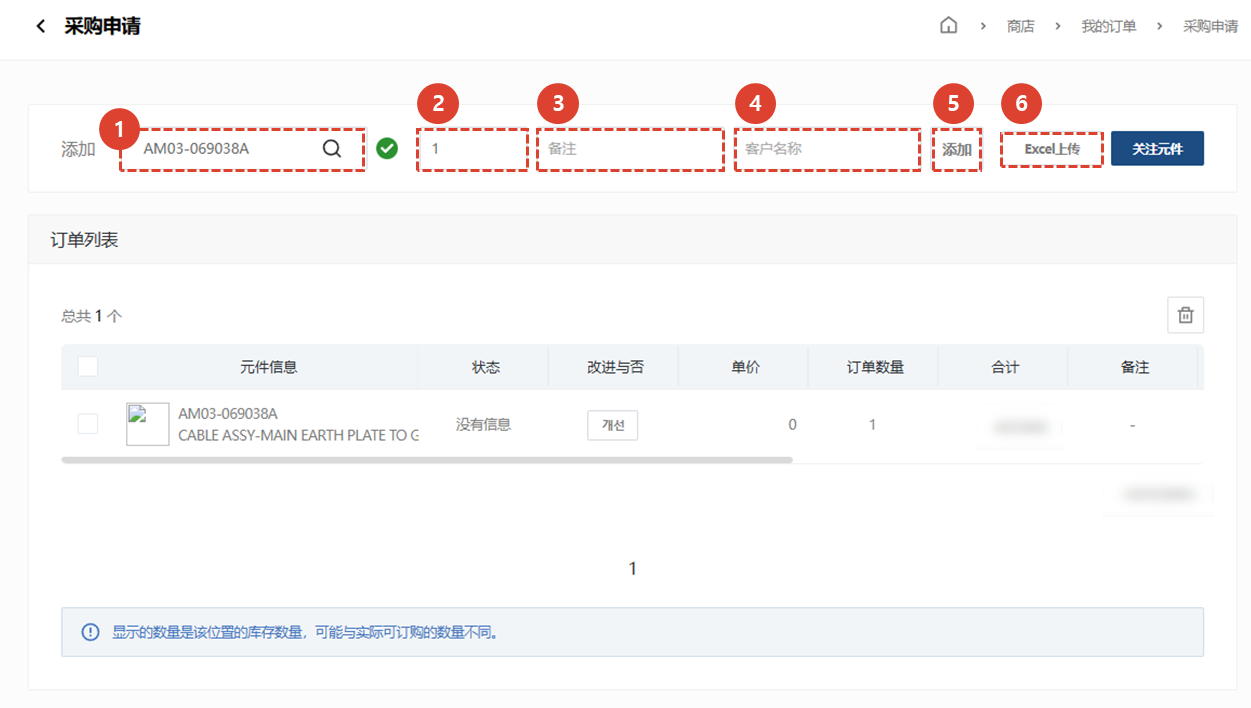 采购申请
商店 我的订单 采购申请
1 2 3 4 5 6
添加 AM03-069038A 1 备注 客户名称 添加 Excel上传 关注元件
订单列表
总共 1 个
元件信息 状态 改进与否 单价 订单数量 合计 备注
AM03-069038A
CABLE ASSY-MAIN EARTH PLATE TO G
没有信息 개선 0 1 -
1
显示的数量是该位置的库存数量，可能与实际可订购的数量不同。